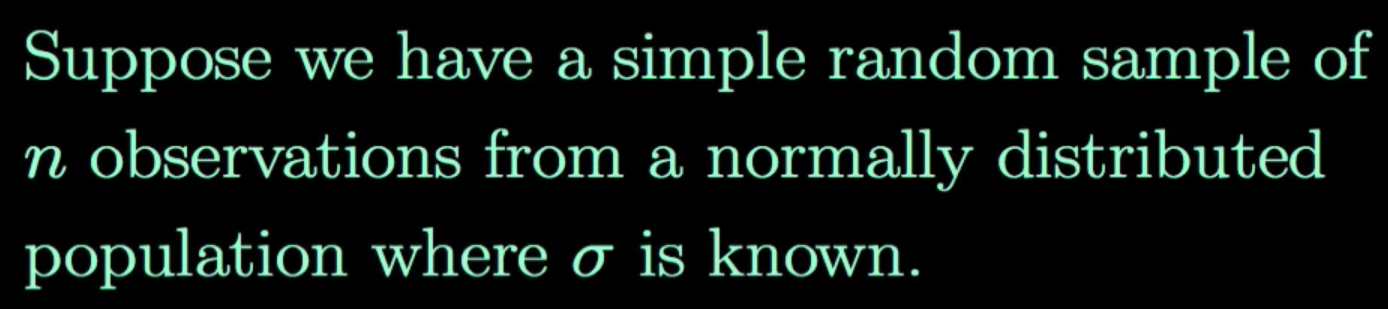 Suppose we have a simple random sample of
n observations from a normally distributed
population where σ is known.